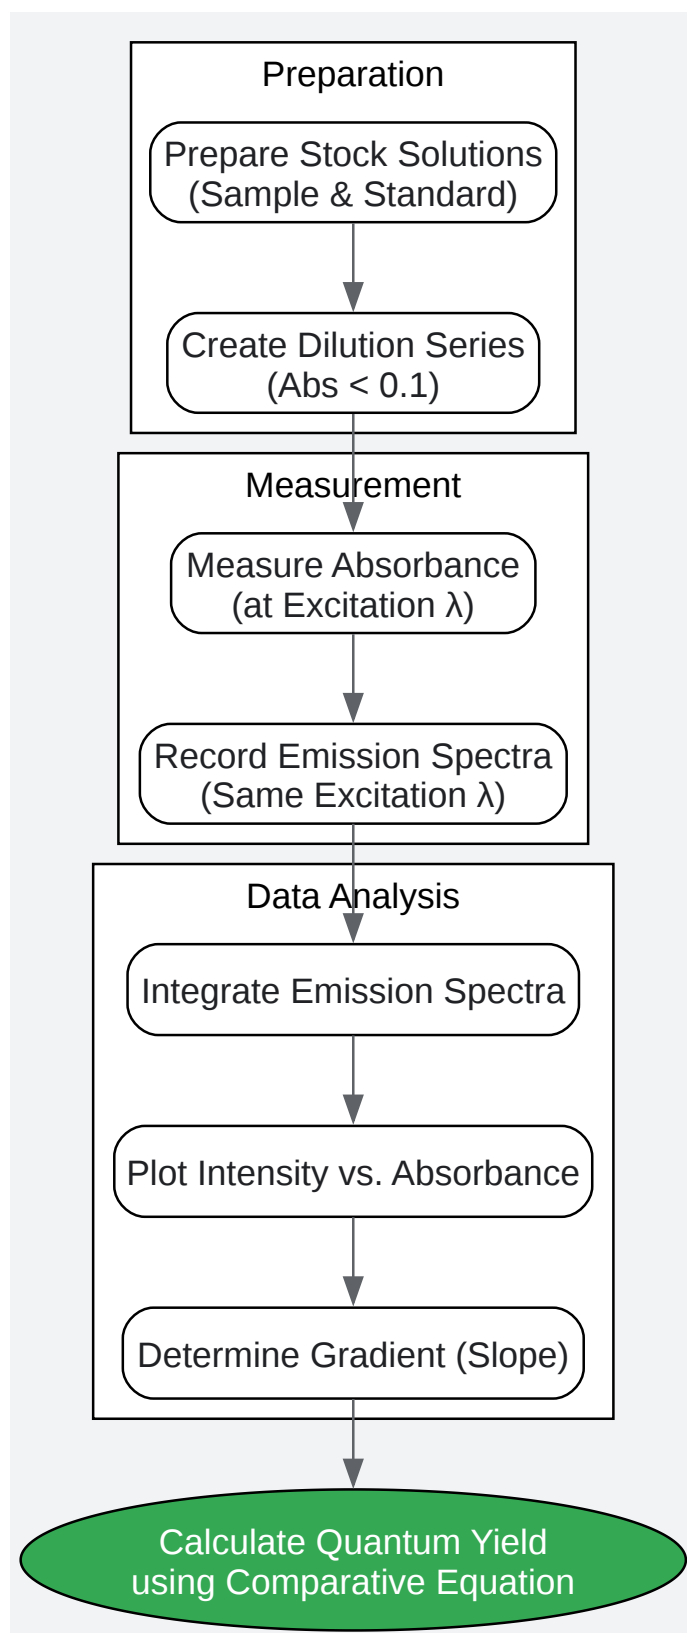 Preparation
Prepare Stock Solutions
(Sample & Standard)
Create Dilution Series
(Abs < 0.1)
Measurement
Measure Absorbance
(at Excitation λ)
Record Emission Spectra
(Same Excitation λ)
Data Analysis
Integrate Emission Spectra
Plot Intensity vs. Absorbance
Determine Gradient (Slope)
Calculate Quantum Yield
using Comparative Equation